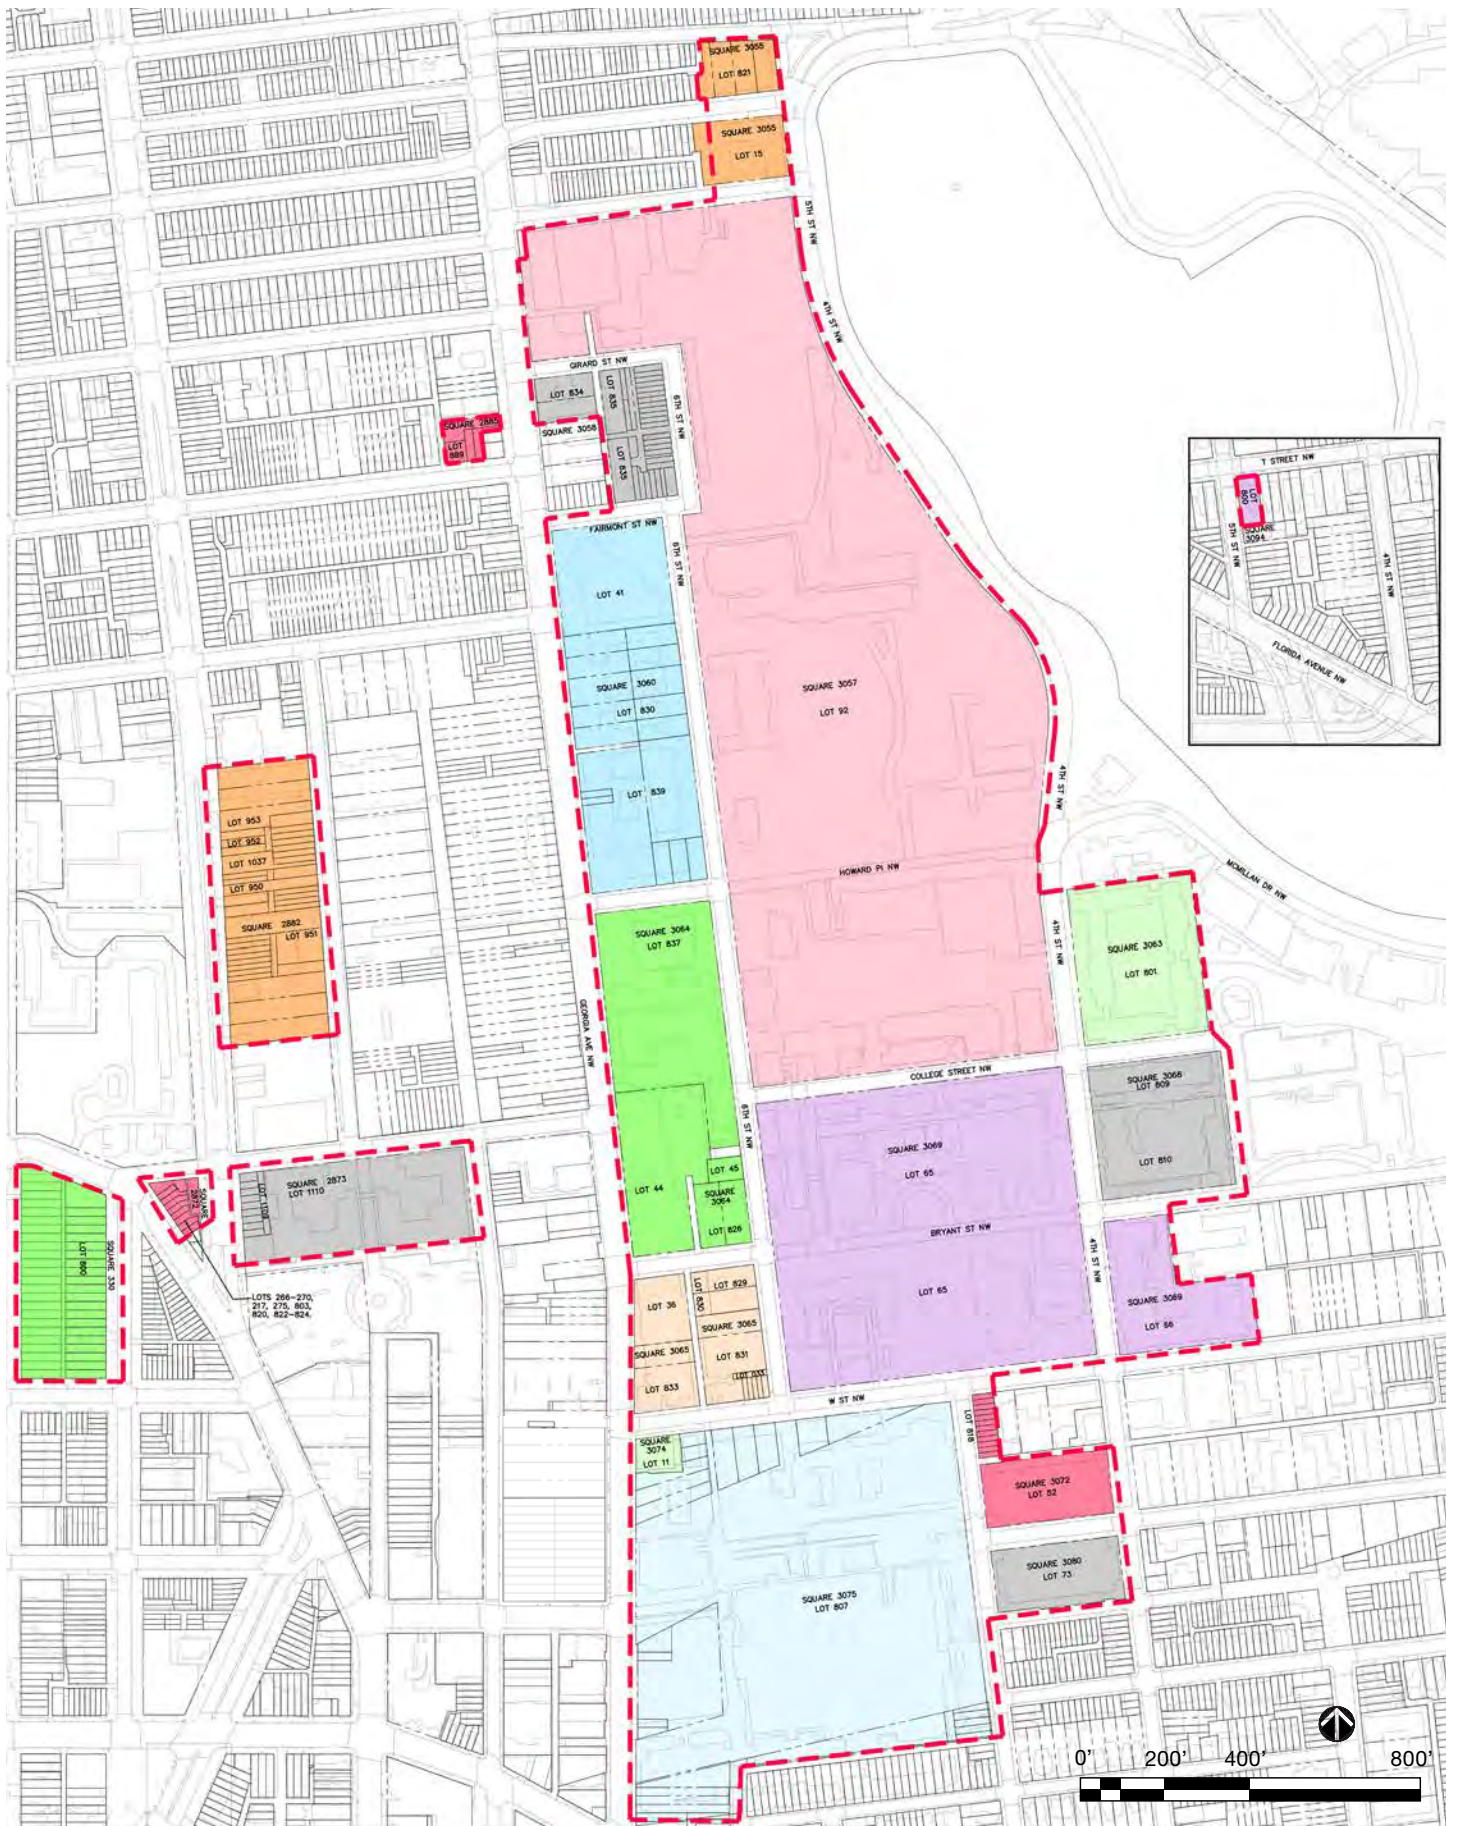 SQUARE 3055
LOT 821
SQUARE 3055
LOT 15
5TH ST NW
4TH ST NW
GIRARD ST NW
LOT 834
LOT 835
6TH ST NW
SQUARE 2885
LOT 889
SQUARE 3058
LOT 835
FAIRMONT ST NW
6TH ST NW
T STREET NW
LOT 800
SQUARE 3094
5TH ST NW
4TH ST NW
FLORIDA AVENUE NW
LOT 41
SQUARE 3060
LOT 830
SQUARE 3057
LOT 92
LOT 839
4TH ST NW
LOT 953
LOT 952
LOT 1037
LOT 950
SQUARE 2882
LOT 951
HOWARD Pl NW
MCMILLAN DR NW
SQUARE 3064
LOT 837
4TH ST NW
SQUARE 3063
LOT 801
GEORGIA AVE NW
COLLEGE STREET NW
SQUARE 3068
LOT 809
LOT 810
6TH ST NW
SQUARE 3069
LOT 65
LOT 45
LOT 44
SQUARE
3064
LOT 826
SQUARE 2873
LOT 1110
LOT 1109
SQUARE
2872
LOT 800
SQUARE 330
LOTS 266-270,
217, 275, 803,
820, 822-824.
BRYANT ST NW
4TH ST NW
LOT 65
LOT 36
LOT 830
LOT 829
SQUARE 3065
SQUARE 3065
LOT 831
LOT 833
SQUARE 3069
LOT 66
W ST NW
LOT 818
SQUARE
3074
LOT 11
SQUARE 3072
LOT 52
SQUARE 3080
LOT 73
SQUARE 3075
LOT 807
0' 200' 400' 800'